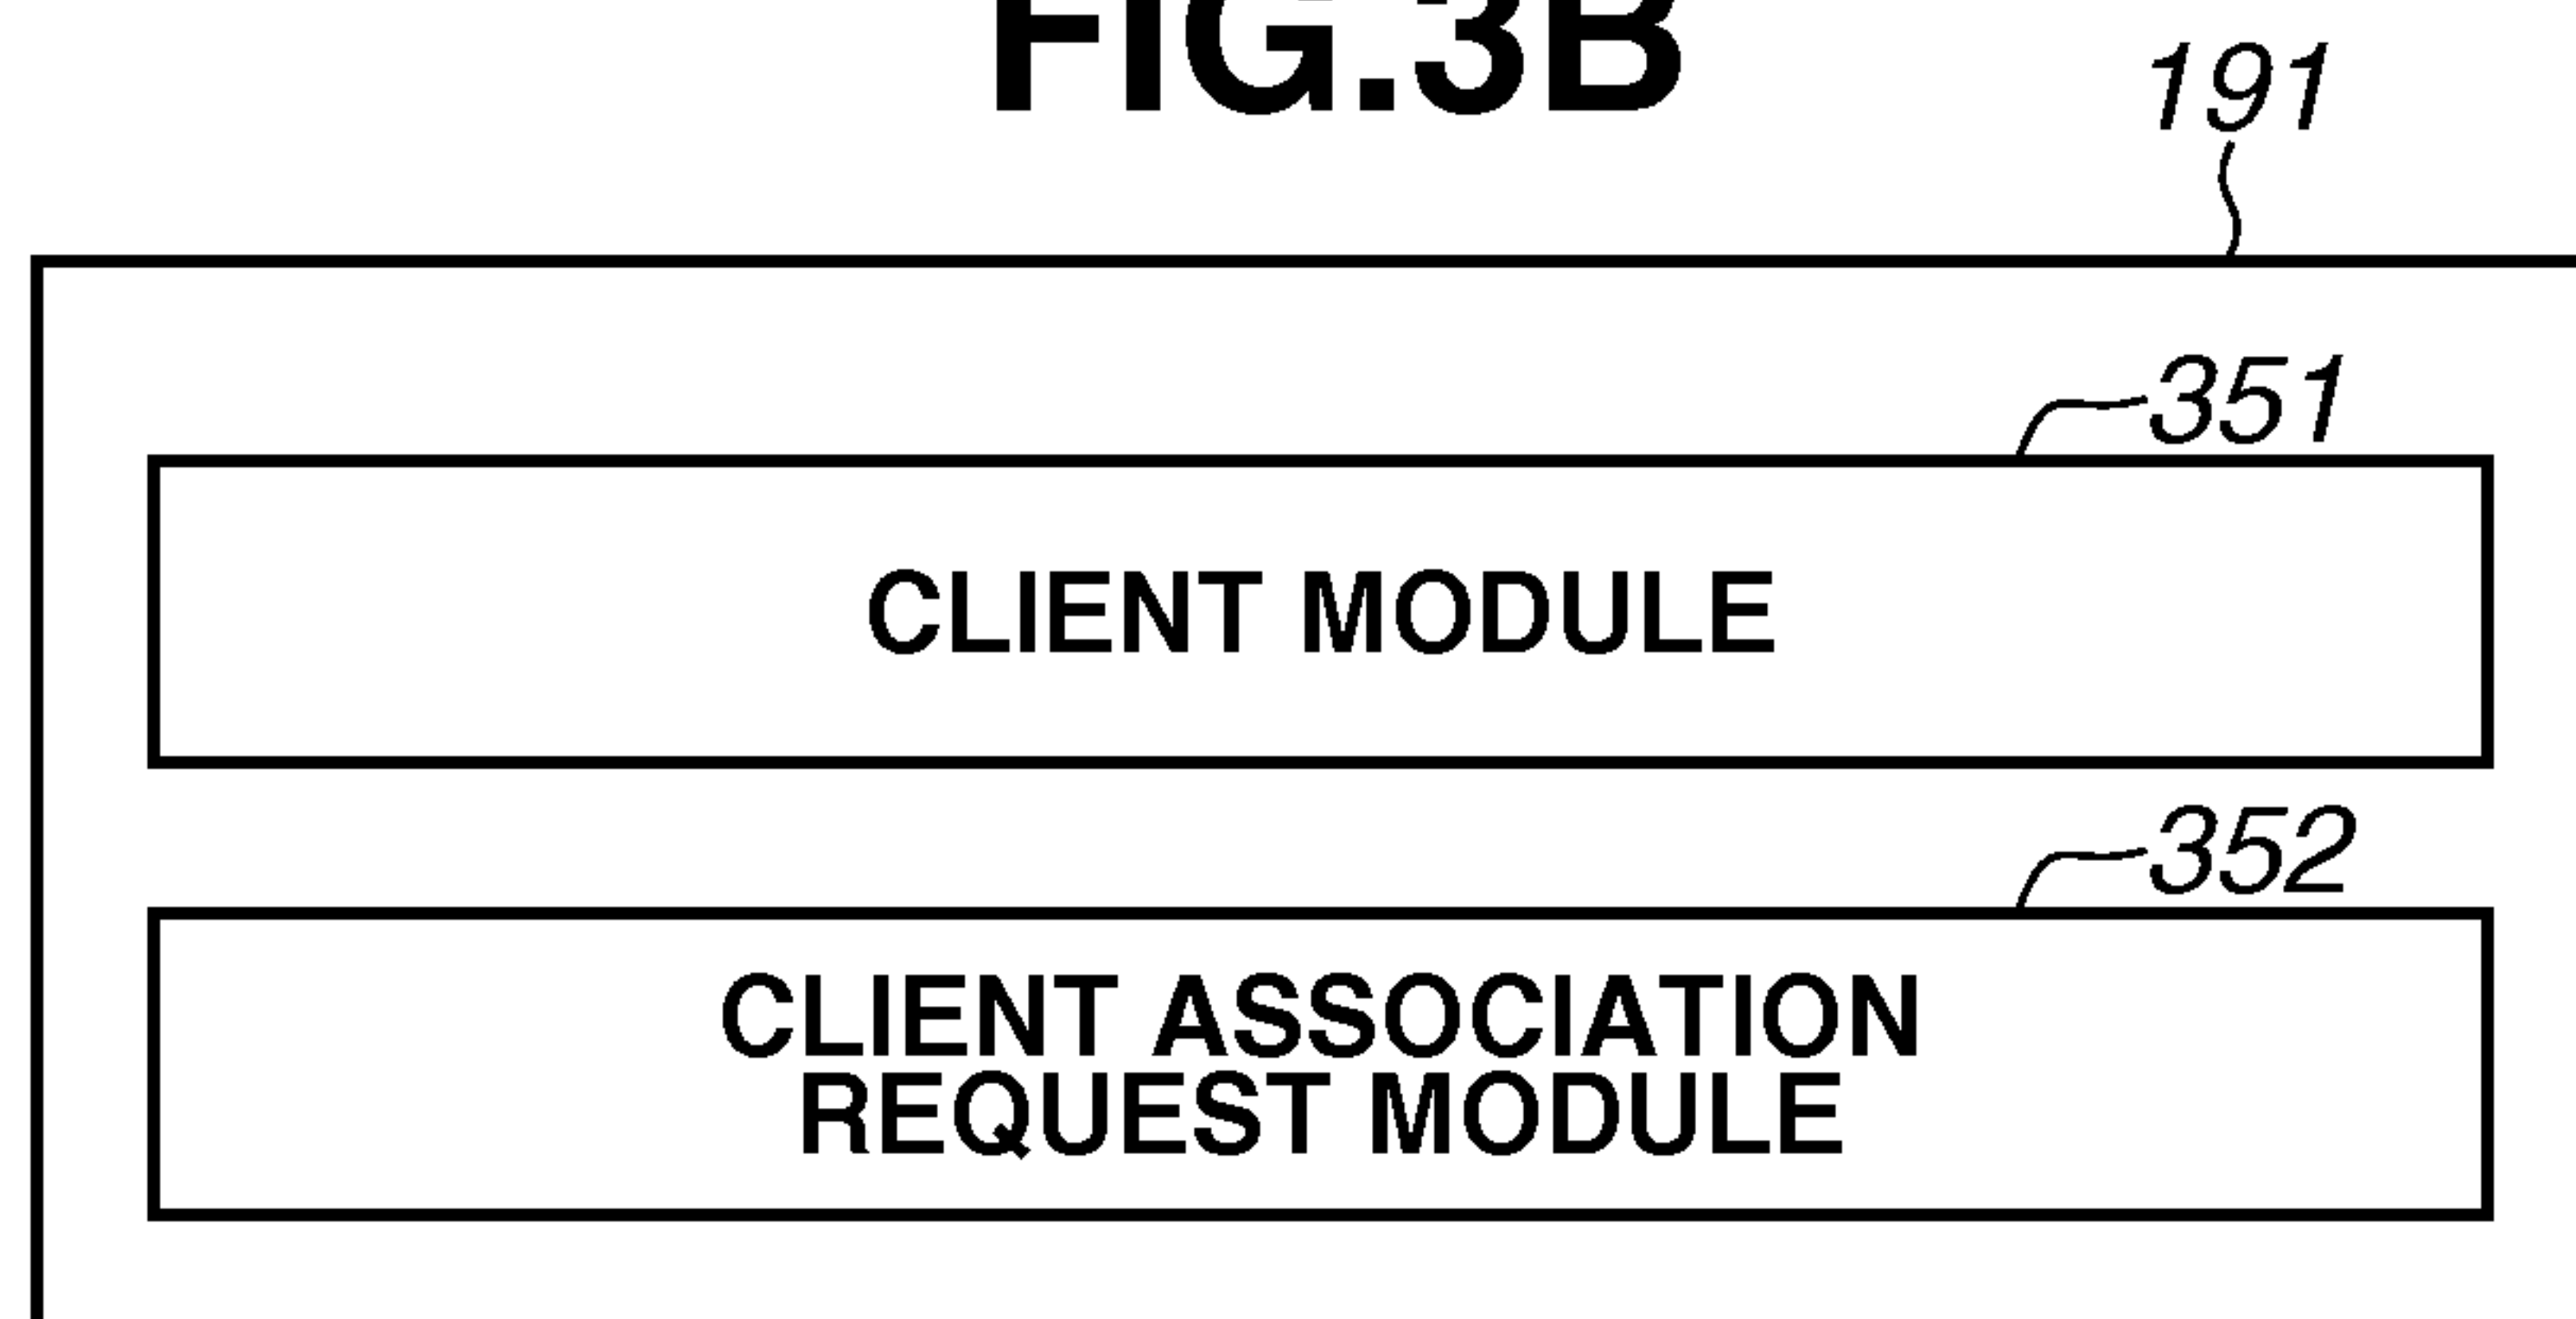 FIG.3B
191
351
CLIENT MODULE
352
CLIENT ASSOCIATION
REQUEST MODULE